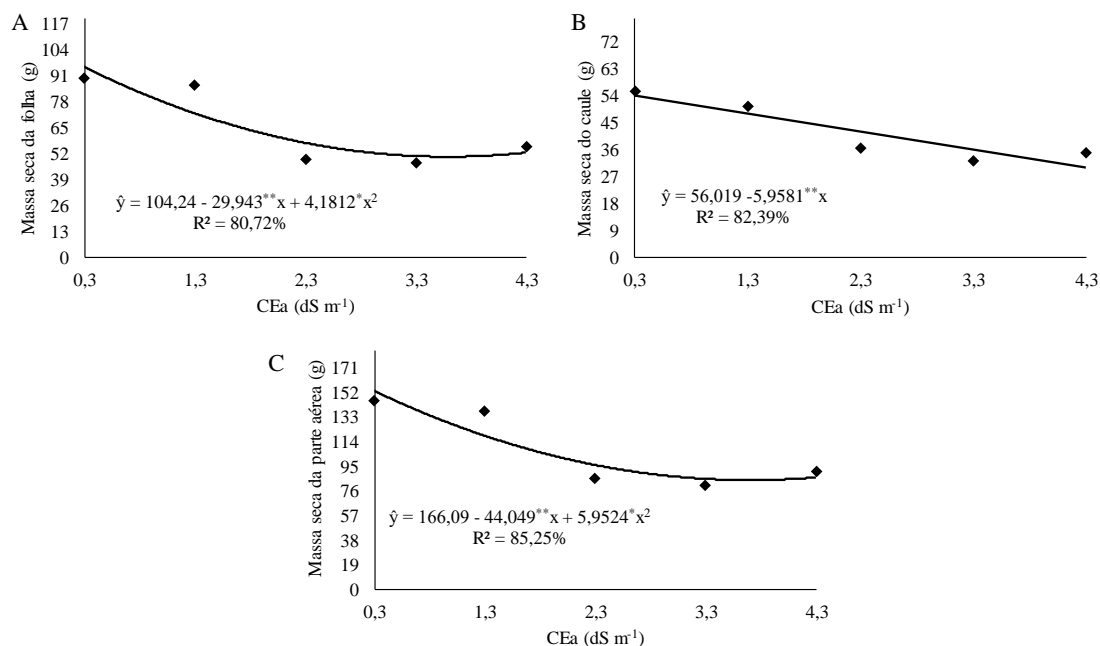 A
Massa seca da folha (g)
117
104
91
78
65
52
39
26
13
0
ŷ = 104,24 - 29,943**x + 4,1812*x²
R² = 80,72%
0,3 1,3 2,3 3,3 4,3
CEa (dS m⁻¹)
B
Massa seca do caule (g)
72
63
54
45
36
27
18
9
0
ŷ = 56,019 -5,9581**x
R² = 82,39%
0,3 1,3 2,3 3,3 4,3
CEa (dS m⁻¹)
C
Massa seca da parte aérea (g)
171
152
133
114
95
76
57
38
19
0
ŷ = 166,09 - 44,049**x + 5,9524*x²
R² = 85,25%
0,3 1,3 2,3 3,3 4,3
CEa (dS m⁻¹)